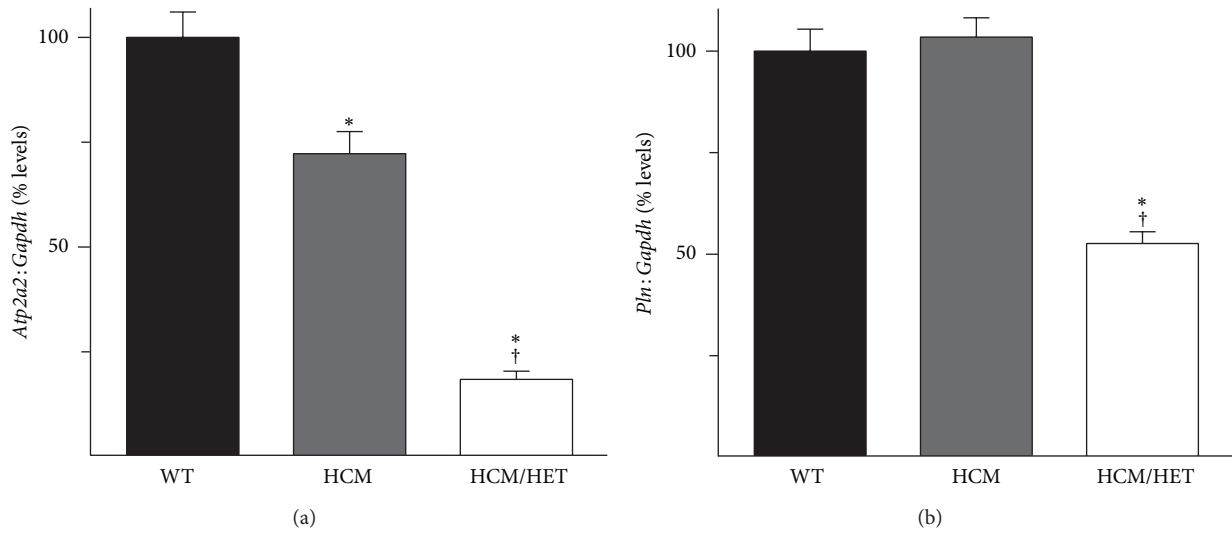 Atp2a2:Gapdh (% levels)
100
50
*
*
†
WT
HCM
HCM/HET
(a)
Pln:Gapdh (% levels)
100
50
*
†
WT
HCM
HCM/HET
(b)